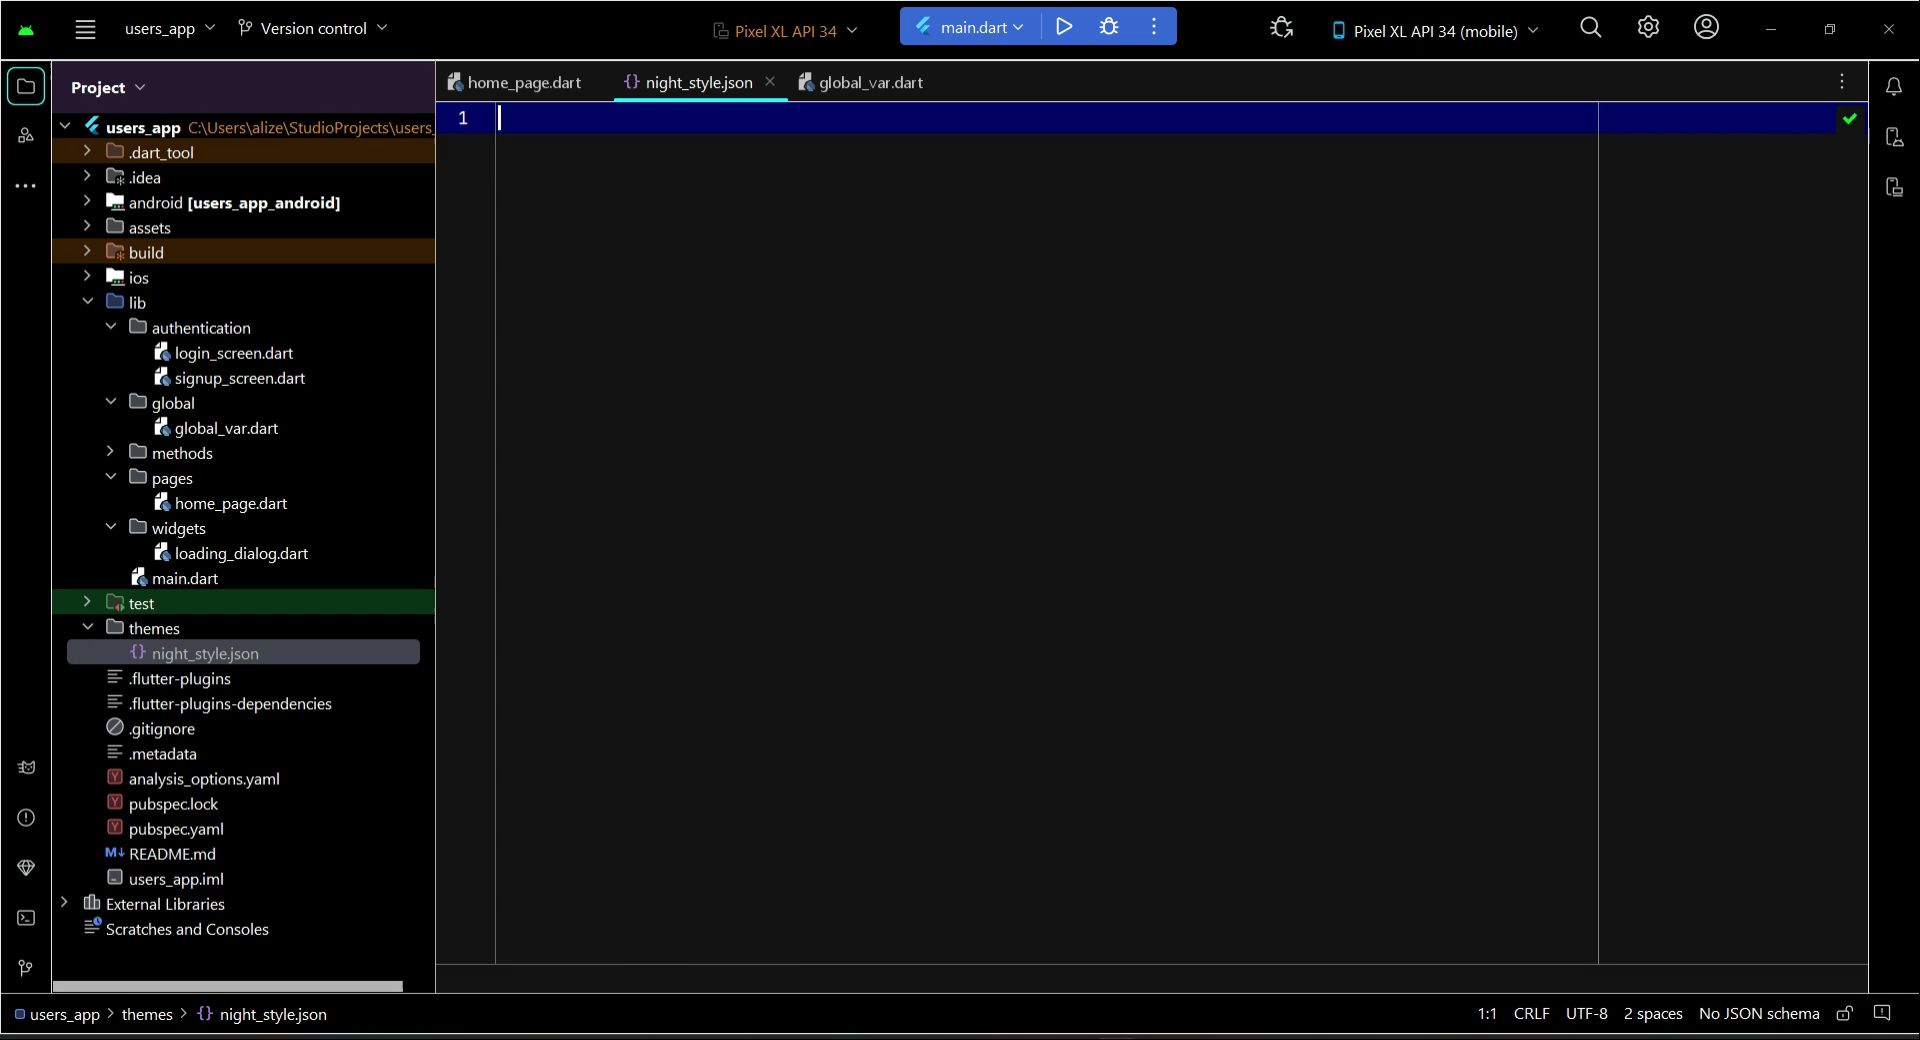 users_app
Version control
Pixel XL API 34
main.dart
Pixel XL API 34 (mobile)
Project
home_page.dart
night_style.json
global_var.dart
users_app C:\Users\alize\StudioProjects\users_
1
.dart_tool
.idea
android [users_app_android]
assets
build
ios
lib
authentication
login_screen.dart
signup_screen.dart
global
global_var.dart
methods
pages
home_page.dart
widgets
loading_dialog.dart
main.dart
test
themes
night_style.json
.flutter-plugins
.flutter-plugins-dependencies
.gitignore
.metadata
analysis_options.yaml
pubspec.lock
pubspec.yaml
README.md
users_app.iml
External Libraries
Scratches and Consoles
users_app > themes > {} night_style.json
1:1 CRLF UTF-8 2 spaces No JSON schema